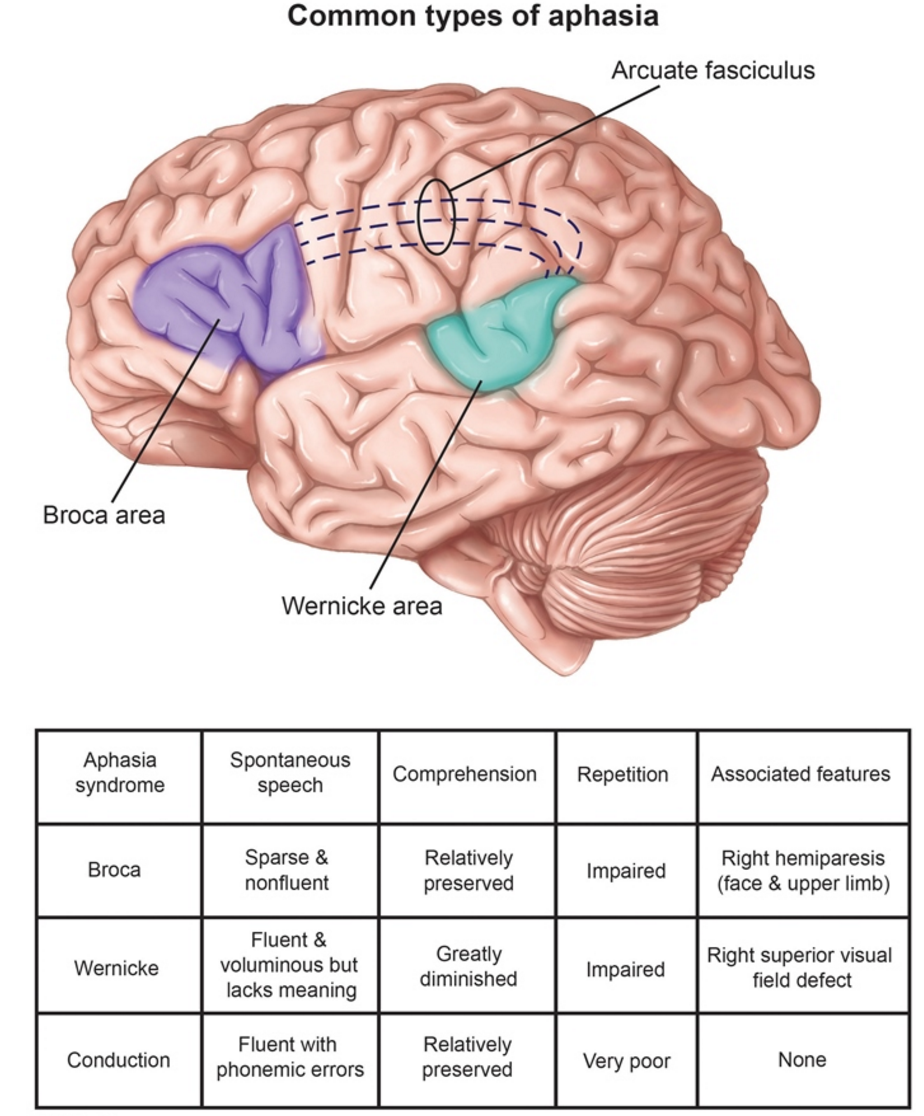 Common types of aphasia
Arcuate fasciculus
Broca area
Wernicke area
Aphasia
syndrome
Spontaneous
speech
Comprehension
Repetition
Associated features
Broca
Sparse &
nonfluent
Relatively
preserved
Impaired
Right hemiparesis
(face & upper limb)
Wernicke
Fluent &
voluminous but
lacks meaning
Greatly
diminished
Impaired
Right superior visual
field defect
Conduction
Fluent with
phonemic errors
Relatively
preserved
Very poor
None